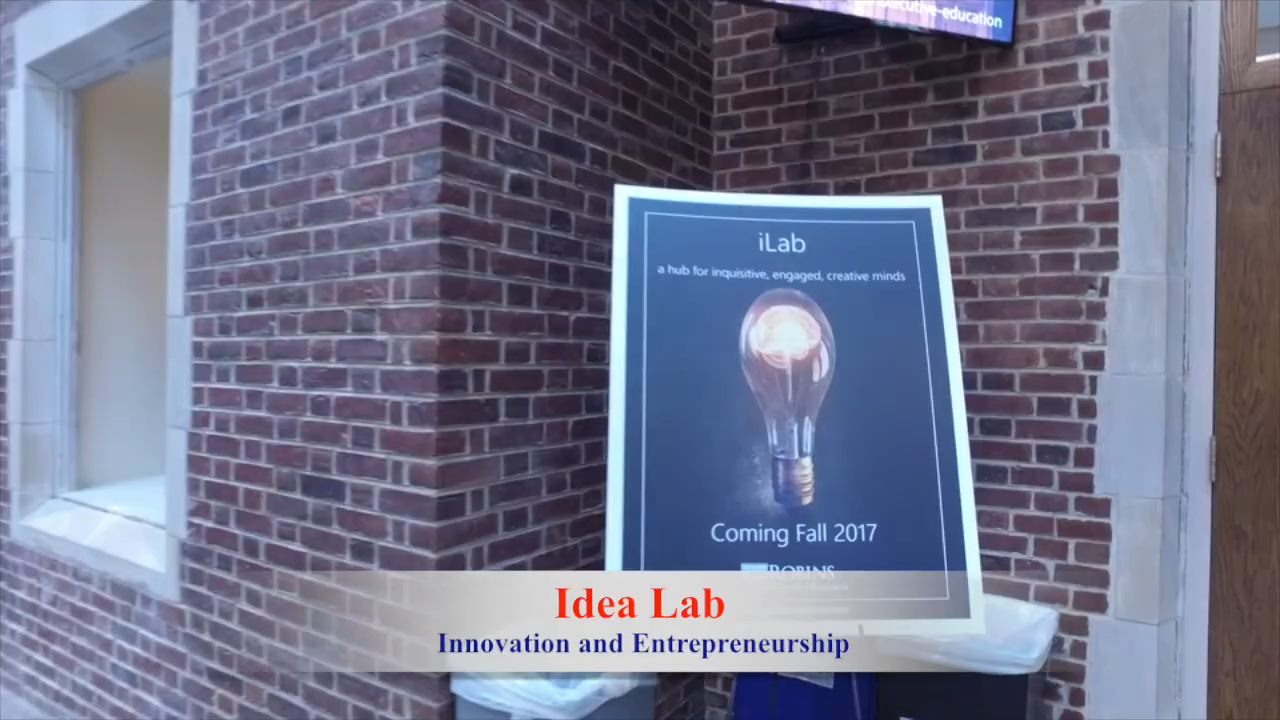 executive-education
iLab
a hub for inquisitive, engaged, creative minds
Coming Fall 2017
ROBINS
Idea Lab
Innovation and Entrepreneurship